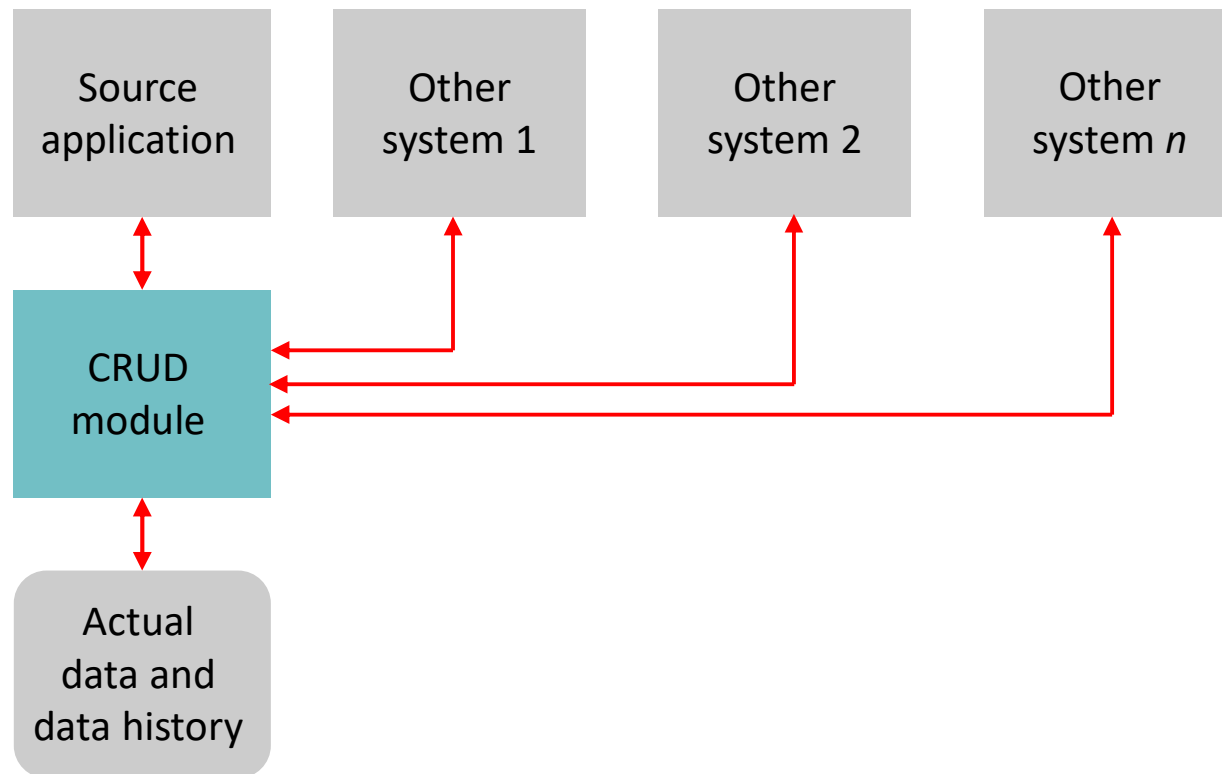 Source
application
Other
system 1
Other
system 2
Other
system n
CRUD
module
Actual
data and
data history